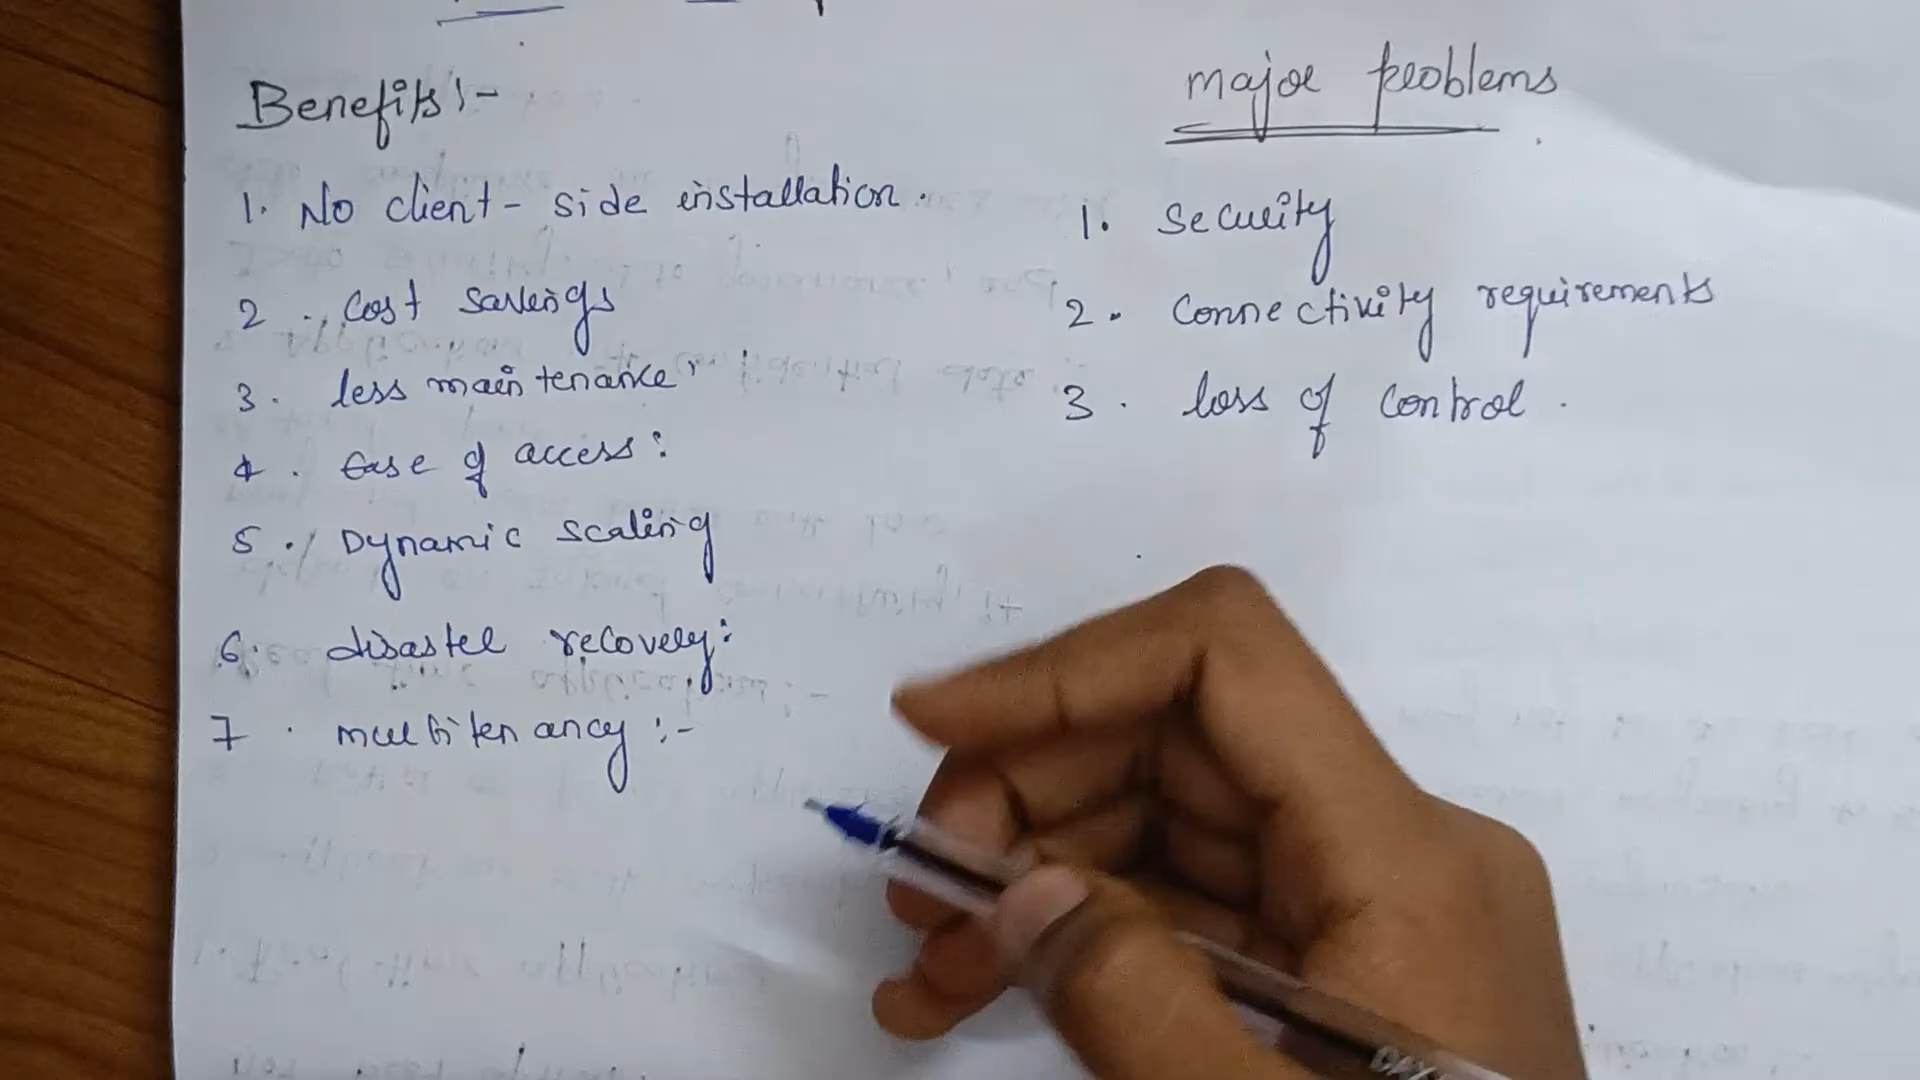 Benefits:-
1. No client-side installation.
2. Cost savings
3. less maintenance
4. Ease of access:
5. Dynamic scaling
6. disaster recovery:
7. multitenancy:-
major problems
1. Security
2. Connectivity requirements
3. loss of control.